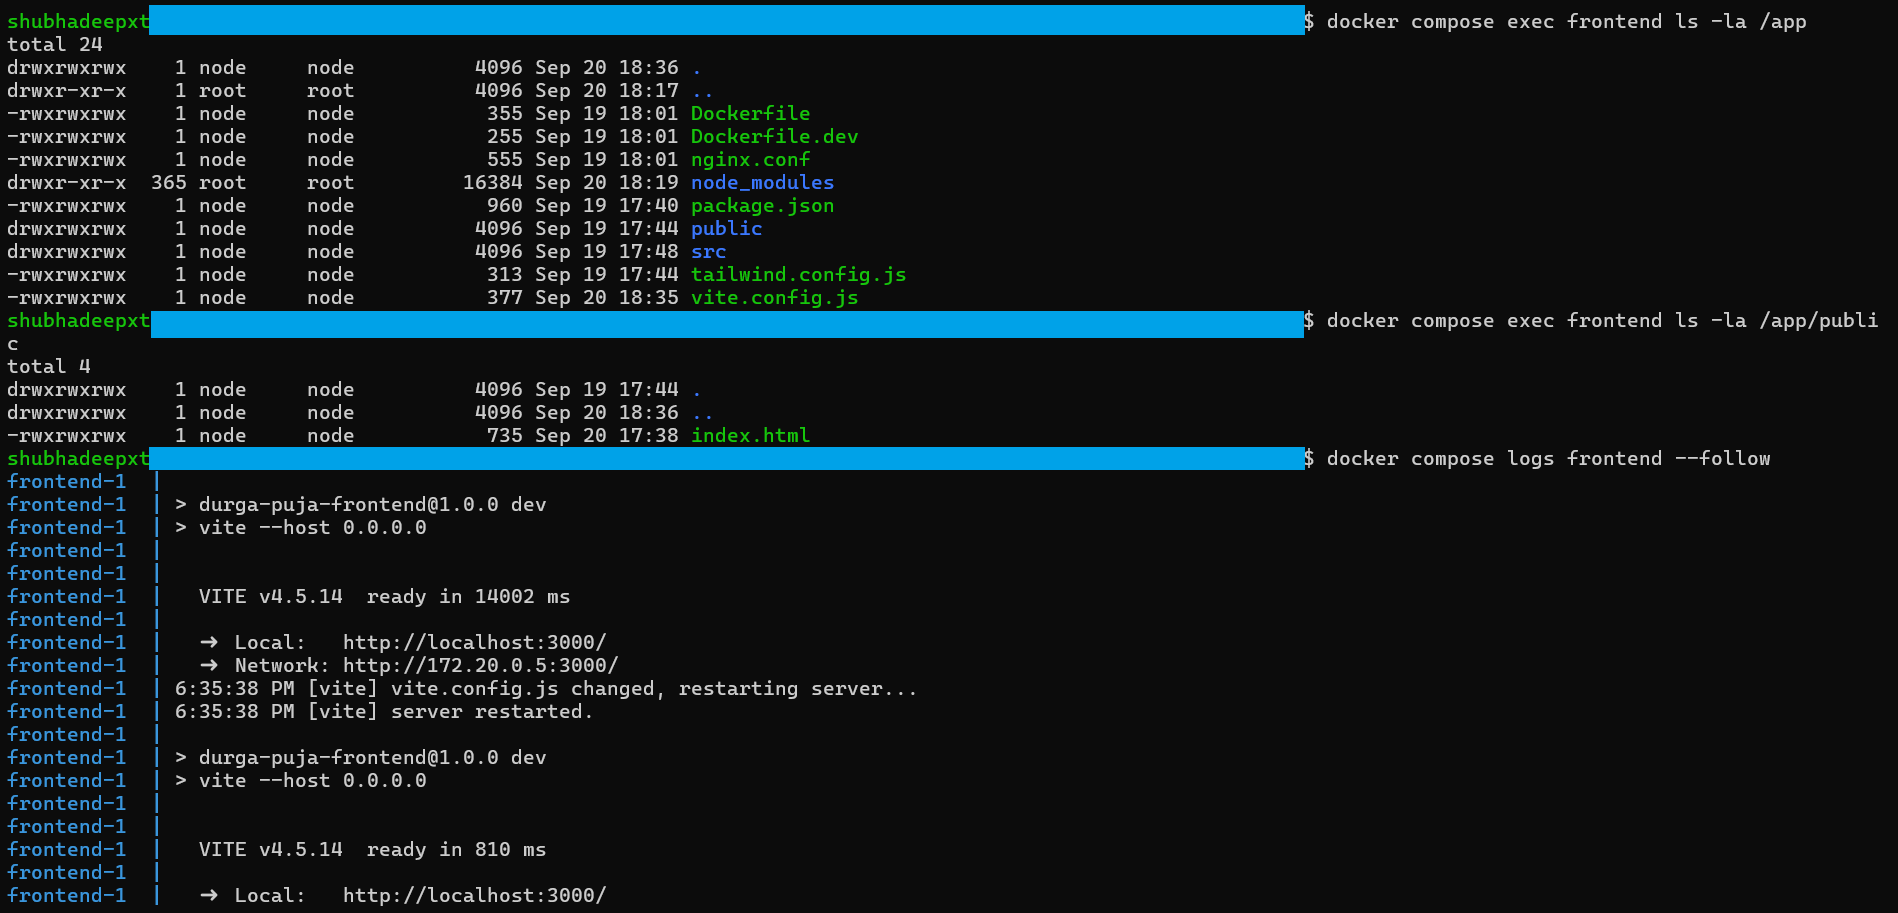 shubhadeepxt$ docker compose exec frontend ls -la /app
total 24
drwxrwxrwx    1 node     node          4096 Sep 20 18:36 .
drwxr-xr-x    1 root     root          4096 Sep 20 18:17 ..
-rwxrwxrwx    1 node     node           355 Sep 19 18:01 Dockerfile
-rwxrwxrwx    1 node     node           255 Sep 19 18:01 Dockerfile.dev
-rwxrwxrwx    1 node     node           555 Sep 19 18:01 nginx.conf
drwxr-xr-x  365 root     root         16384 Sep 20 18:19 node_modules
-rwxrwxrwx    1 node     node           960 Sep 19 17:40 package.json
drwxrwxrwx    1 node     node          4096 Sep 19 17:44 public
drwxrwxrwx    1 node     node          4096 Sep 19 17:48 src
-rwxrwxrwx    1 node     node           313 Sep 19 17:44 tailwind.config.js
-rwxrwxrwx    1 node     node           377 Sep 20 18:35 vite.config.js
shubhadeepxt$ docker compose exec frontend ls -la /app/publi
c
total 4
drwxrwxrwx    1 node     node          4096 Sep 19 17:44 .
drwxrwxrwx    1 node     node          4096 Sep 20 18:36 ..
-rwxrwxrwx    1 node     node           735 Sep 20 17:38 index.html
shubhadeepxt$ docker compose logs frontend --follow
frontend-1  |
frontend-1  | > durga-puja-frontend@1.0.0 dev
frontend-1  | > vite --host 0.0.0.0
frontend-1  |
frontend-1  |
frontend-1  |   VITE v4.5.14  ready in 14002 ms
frontend-1  |
frontend-1  |   ➜ Local:   http://localhost:3000/
frontend-1  |   ➜ Network: http://172.20.0.5:3000/
frontend-1  | 6:35:38 PM [vite] vite.config.js changed, restarting server...
frontend-1  | 6:35:38 PM [vite] server restarted.
frontend-1  |
frontend-1  | > durga-puja-frontend@1.0.0 dev
frontend-1  | > vite --host 0.0.0.0
frontend-1  |
frontend-1  |
frontend-1  |   VITE v4.5.14  ready in 810 ms
frontend-1  |
frontend-1  |   ➜ Local:   http://localhost:3000/